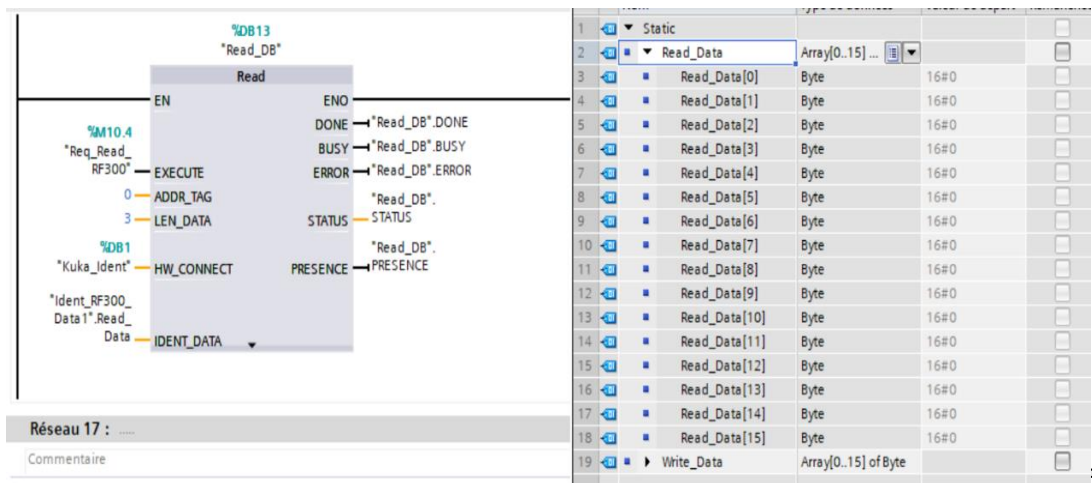 %DB13
"Read_DB"
Read
EN
ENO
DONE
"Read_DB".DONE
%M10.4
"Req_Read_
RF300"
BUSY
"Read_DB".BUSY
EXECUTE
ERROR
"Read_DB".ERROR
0
ADDR_TAG
"Read_DB".
3
LEN_DATA
STATUS
STATUS
%DB1
"Kuka_Ident"
HW_CONNECT
"Read_DB".
PRESENCE
PRESENCE
"Ident_RF300_
Data1".Read_
Data
IDENT_DATA
Réseau 17 : .....
Commentaire
1 Static
2 Read_Data Array[0..15] ...
3 Read_Data[0] Byte 16#0
4 Read_Data[1] Byte 16#0
5 Read_Data[2] Byte 16#0
6 Read_Data[3] Byte 16#0
7 Read_Data[4] Byte 16#0
8 Read_Data[5] Byte 16#0
9 Read_Data[6] Byte 16#0
10 Read_Data[7] Byte 16#0
11 Read_Data[8] Byte 16#0
12 Read_Data[9] Byte 16#0
13 Read_Data[10] Byte 16#0
14 Read_Data[11] Byte 16#0
15 Read_Data[12] Byte 16#0
16 Read_Data[13] Byte 16#0
17 Read_Data[14] Byte 16#0
18 Read_Data[15] Byte 16#0
19 Write_Data Array[0..15] of Byte